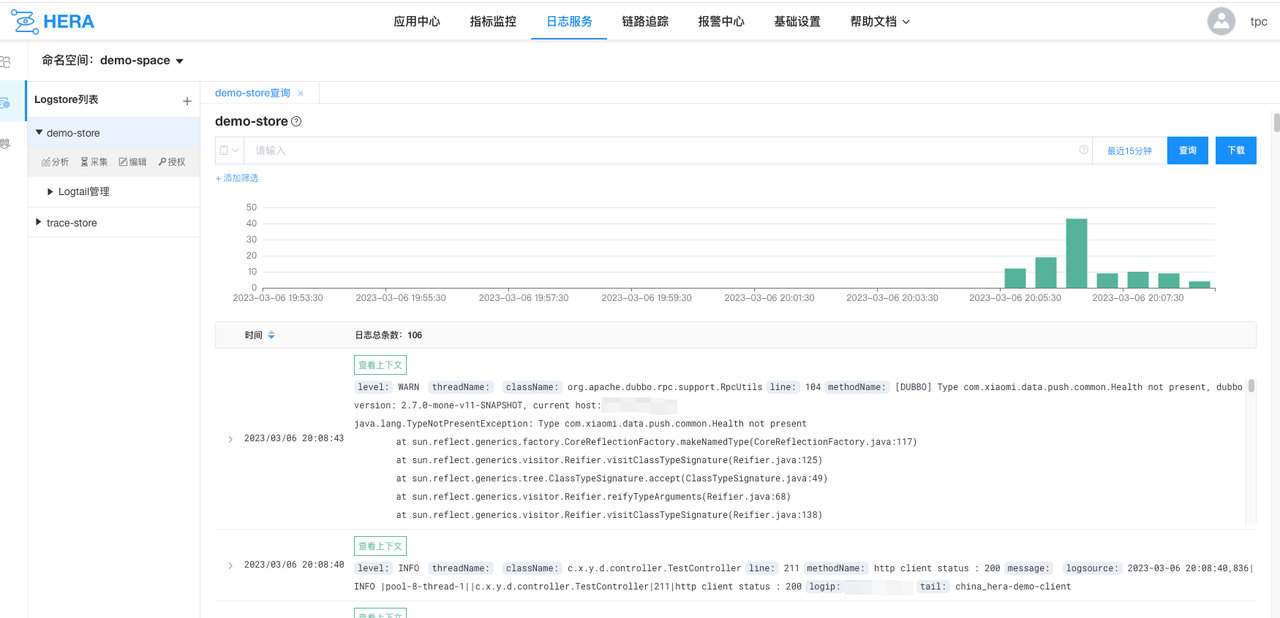 HERA 应用中心 指标监控 日志服务 链路追踪 报警中心 基础设置 帮助文档 tpc
命名空间: demo-space
Logstore列表 +
demo-store查询 ×
demo-store
demo-store
分析 采集 编辑 授权
请输入 最近15分钟 查询 下载
+ 添加筛选
Logtail管理
trace-store
50
40
30
20
10
0
2023-03-06 19:53:30 2023-03-06 19:55:30 2023-03-06 19:57:30 2023-03-06 19:59:30 2023-03-06 20:01:30 2023-03-06 20:03:30 2023-03-06 20:05:30 2023-03-06 20:07:30
时间 日志总条数: 106
查看上下文
level: WARN threadName: className: org.apache.dubbo.rpc.support.RpcUtils line: 104 methodName: [DUBBO] Type com.xiaomi.data.push.common.Health not present, dubbo
version: 2.7.0-mone-v11-SNAPSHOT, current host:
java.lang.TypeNotPresentException: Type com.xiaomi.data.push.common.Health not present
2023/03/06 20:08:43
at sun.reflect.generics.factory.CoreReflectionFactory.makeNamedType(CoreReflectionFactory.java:117)
at sun.reflect.generics.visitor.Reifier.visitClassTypeSignature(Reifier.java:125)
at sun.reflect.generics.tree.ClassTypeSignature.accept(ClassTypeSignature.java:49)
at sun.reflect.generics.visitor.Reifier.reifyTypeArguments(Reifier.java:68)
at sun.reflect.generics.visitor.Reifier.visitClassTypeSignature(Reifier.java:138)
查看上下文
2023/03/06 20:08:40
level: INFO threadName: className: c.x.y.d.controller.TestController line: 211 methodName: http client status : 200 message: logsource: 2023-03-06 20:08:40,836|
INFO |pool-8-thread-1||c.x.y.d.controller.TestController|211|http client status : 200 logip: tail: china_hera-demo-client
查看上下文